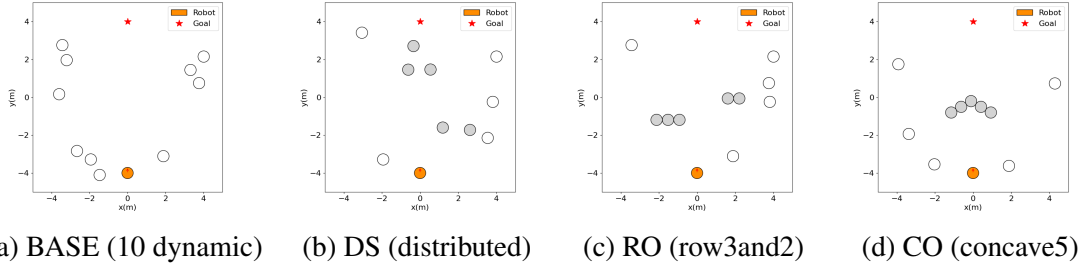 Robot
Goal
y(m)
4
2
0
−2
−4
−4 −2 0 2 4
x(m)
Robot
Goal
y(m)
4
2
0
−2
−4
−4 −2 0 2 4
x(m)
Robot
Goal
y(m)
4
2
0
−2
−4
−4 −2 0 2 4
x(m)
Robot
Goal
y(m)
4
2
0
−2
−4
−4 −2 0 2 4
x(m)
a) BASE (10 dynamic) (b) DS (distributed) (c) RO (row3and2) (d) CO (concave5)